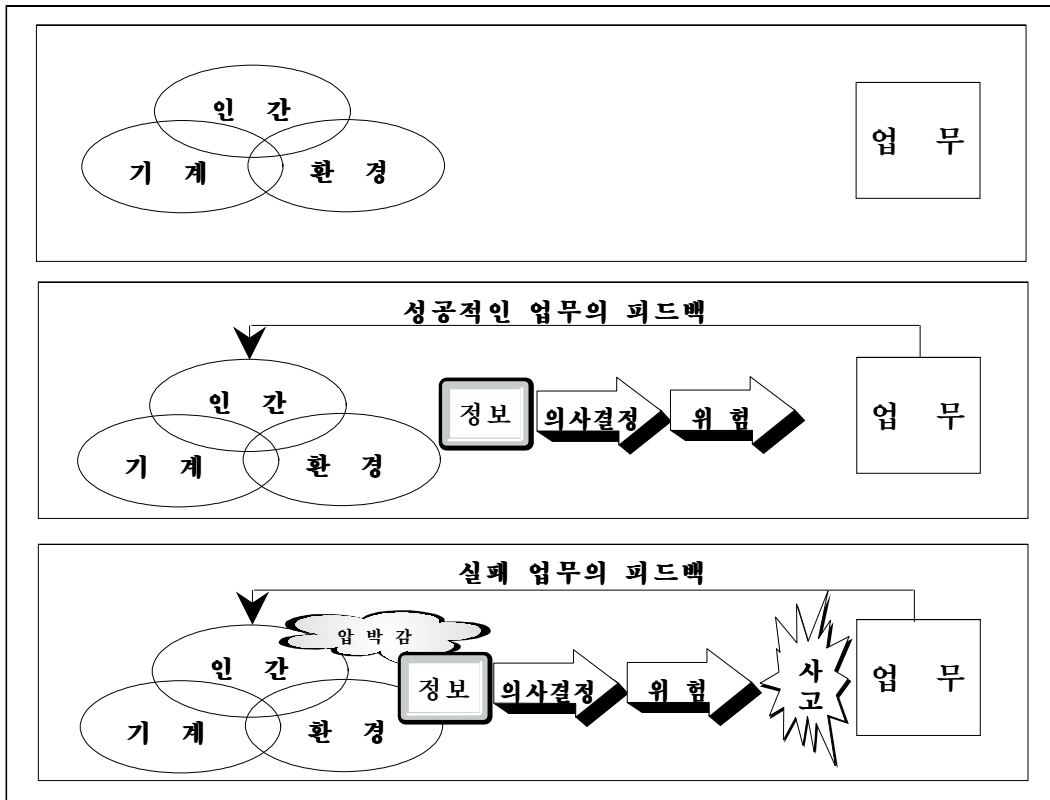 인 간
기 계
환 경
업 무
성공적인 업무의 피드백
인 간
기 계
환 경
정보
의사결정
위 험
업 무
실패 업무의 피드백
압 박 감
인 간
기 계
환 경
정보
의사결정
위 험
사
고
업 무